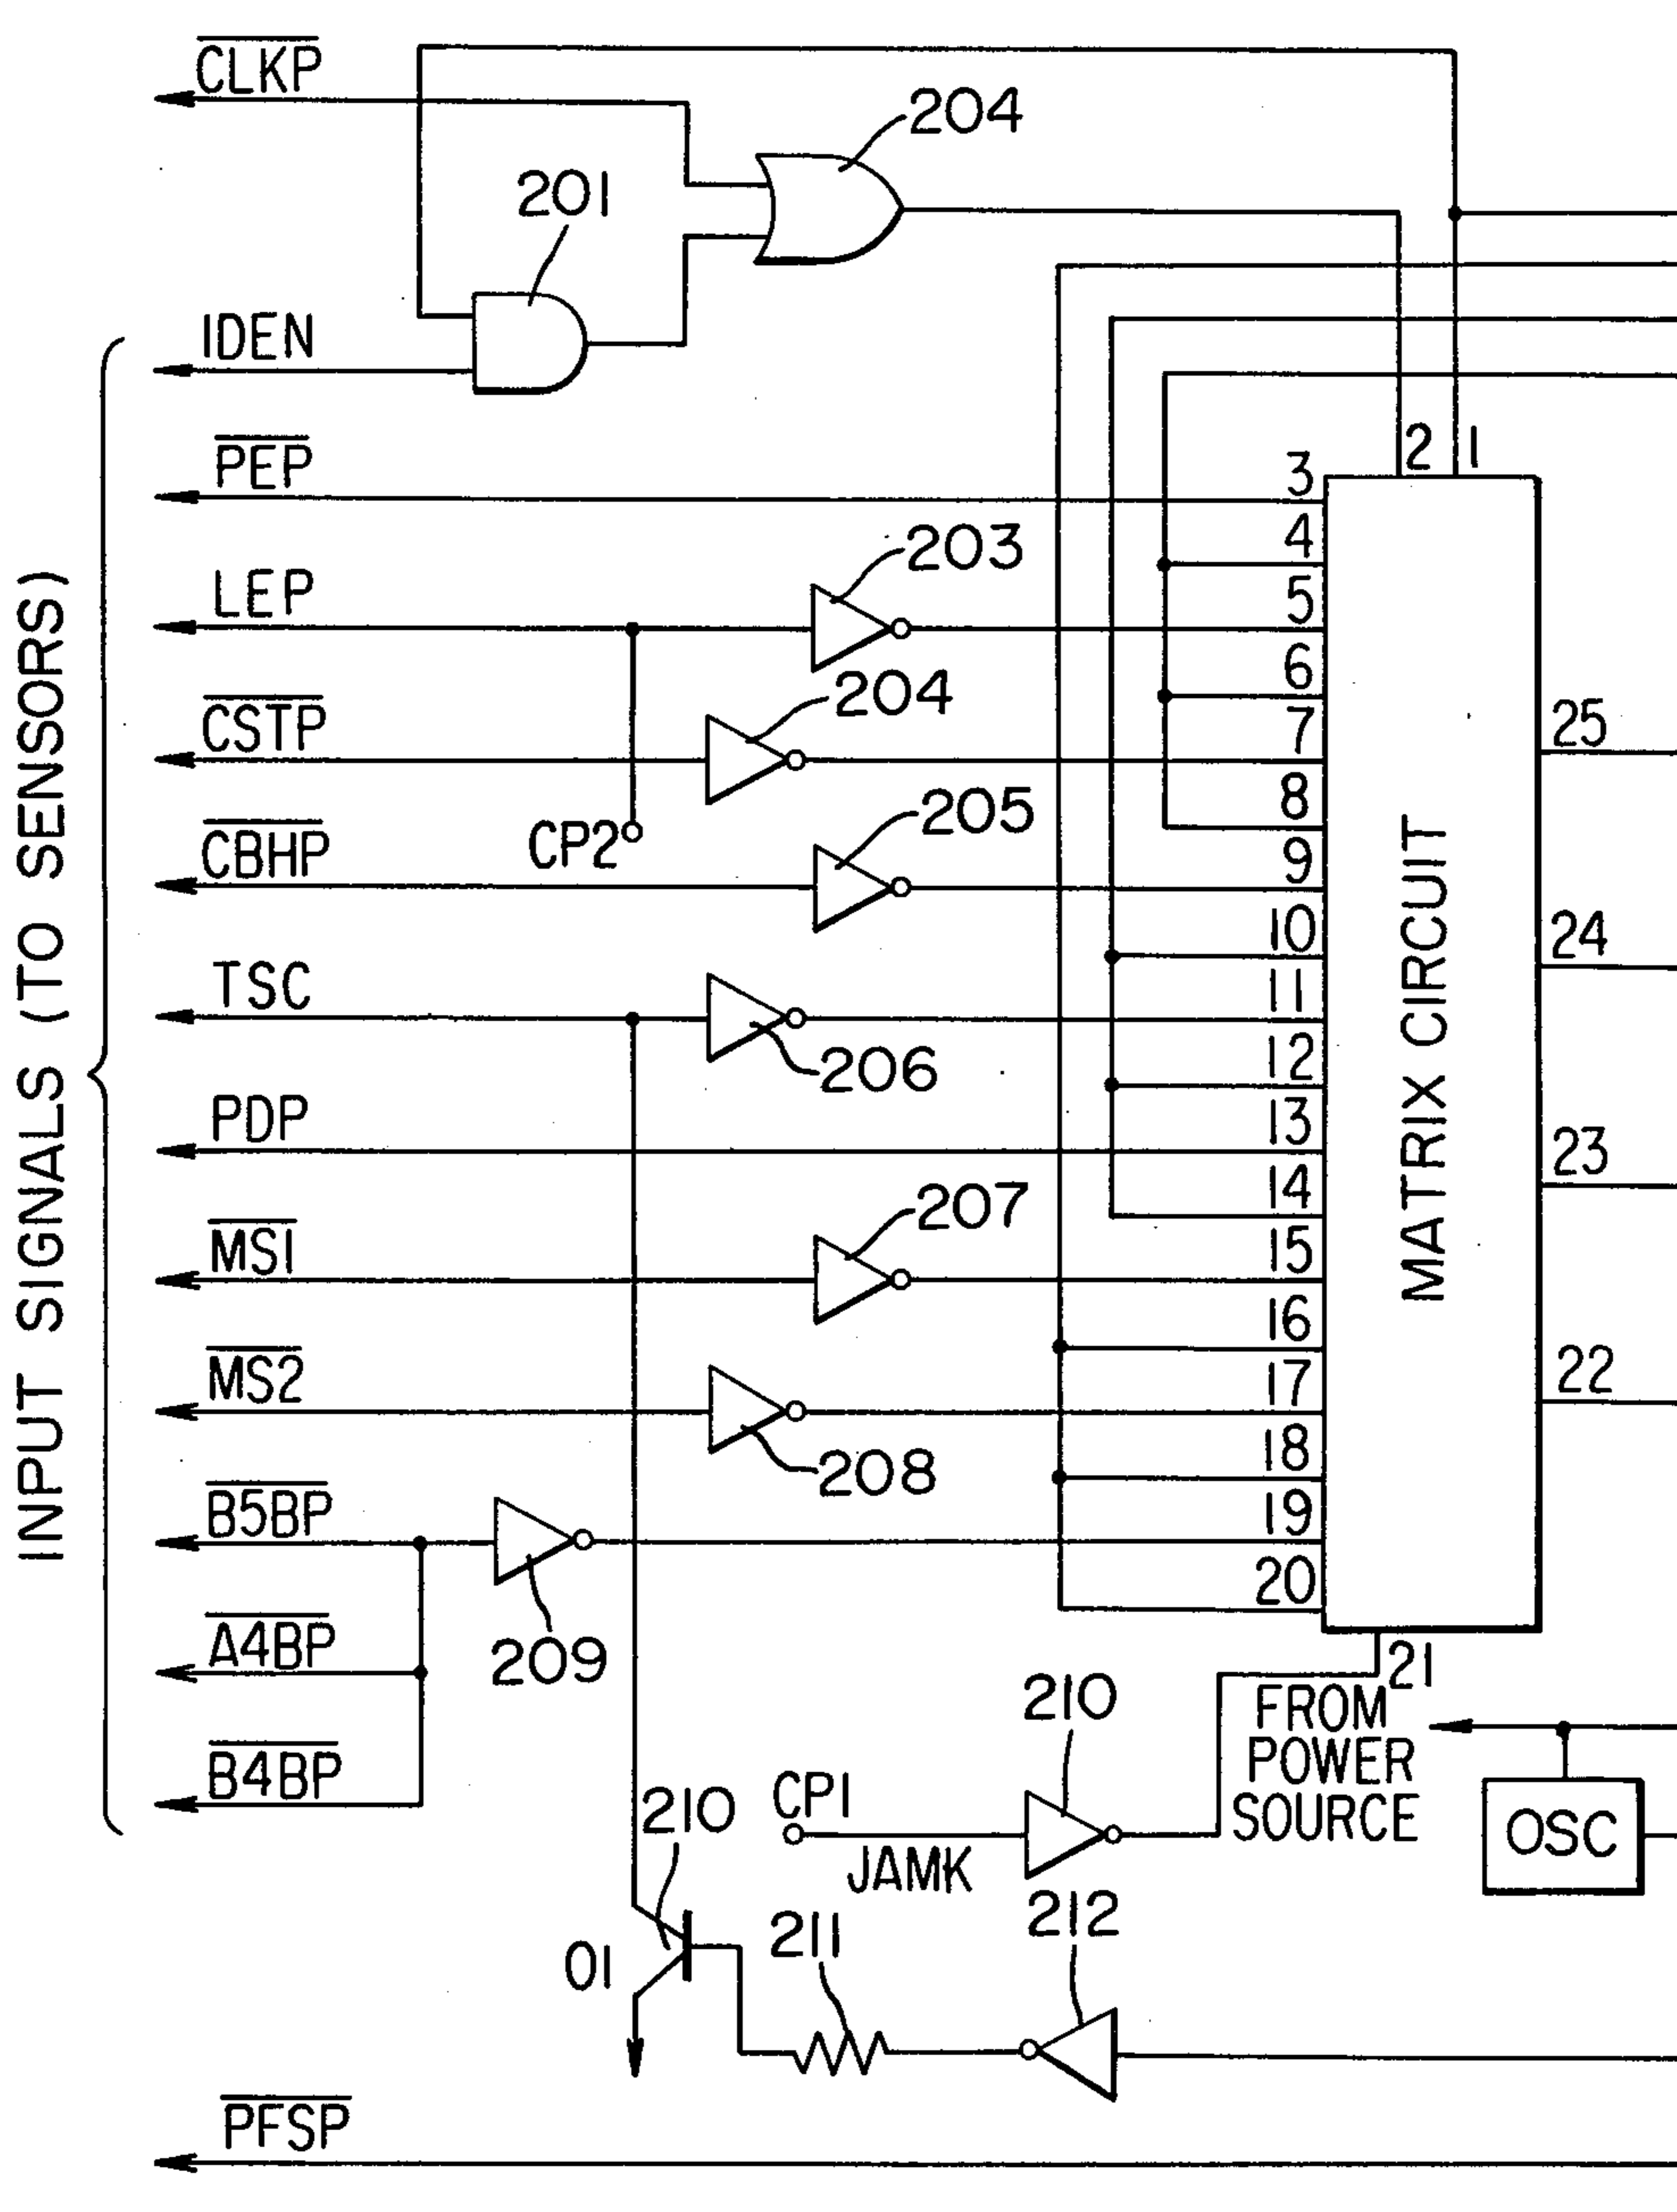 CLKP
204
201
IDEN
2 1
PEP
3
4
203
LEP
5
6
204
CSTP
7
25
8
205
CP2
CBHP
9
10
24
TSC
11
12
206
PDP
13
23
14
207
MS1
15
16
MS2
17
22
18
208
B5BP
19
20
209
A4BP
21
210
FROM
POWER
SOURCE
B4BP
CP1
210
JAMK
OSC
212
211
01
PFSP
INPUT SIGNALS (TO SENSORS)
MATRIX CIRCUIT